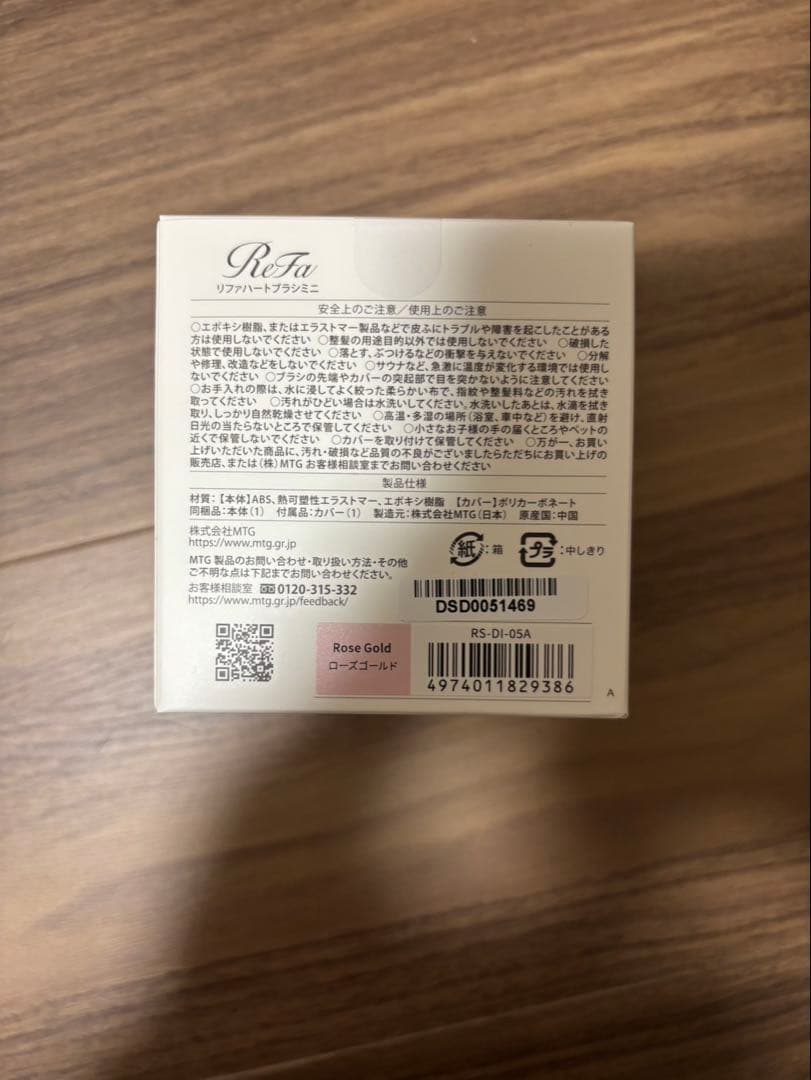 ReFa
リファハートブラシミニ
安全上のご注意／使用上のご注意
○エポキシ樹脂、またはエラストマー製品などで皮ふにトラブルや障害を起こしたことがある
方は使用しないでください ○整髪の用途目的以外では使用しないでください ○破損した
状態で使用しないでください ○落とす、ぶつけるなどの衝撃を与えないでください ○分解
や修理、改造などをしないでください ○サウナなど、急激に温度が変化する環境では使用し
ないでください ○ブラシの先端やカバーの突起部で目を突かないように注意してください
○お手入れの際は、水に浸してよく絞った柔らかい布で、指紋や整髪料などの汚れを拭き
取ってください ○汚れがひどい場合は水洗いしてください。水洗いしたあとは、水滴を拭き
取り、しっかり自然乾燥させてください ○高温・多湿の場所（浴室、車中など）を避け、直射
日光の当たらないところで保管してください ○小さなお子様の手の届くところやペットの
近くで保管しないでください ○カバーを取り付けて保管してください ○万が一、お買い
上げいただいた商品に、汚れ・破損など品質の不良がございましたらただちにお買い上げの
販売店、または（株）MTG お客様相談室までお問い合わせください
製品仕様
材質：【本体】ABS、熱可塑性エラストマー、エポキシ樹脂 【カバー】ポリカーボネート
同梱品：本体（1） 付属品：カバー（1） 製造元：株式会社MTG（日本） 原産国：中国
株式会社MTG
https://www.mtg.gr.jp
MTG 製品のお問い合わせ・取り扱い方法・その他
ご不明な点は下記までお問い合わせください。
お客様相談室 0120-315-332
https://www.mtg.gr.jp/feedback/
紙：箱 プラ：中しきり
DSD0051469
Rose Gold
ローズゴールド
RS-DI-05A
4974011829386
A